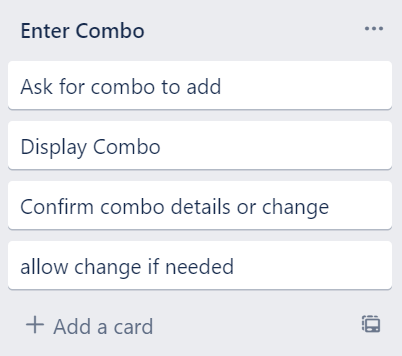 Enter Combo
Ask for combo to add
Display Combo
Confirm combo details or change
allow change if needed
Add a card